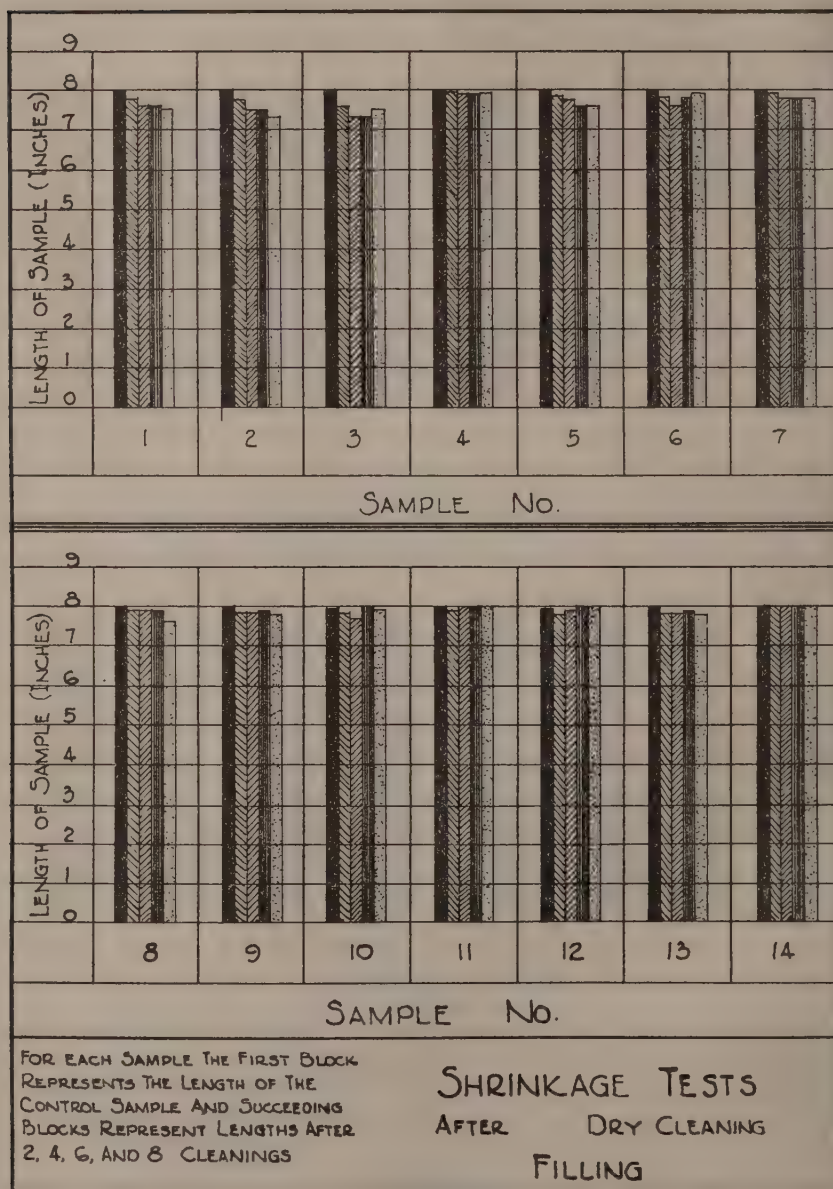 9
8
7
6
5
4
3
2
1
0
LENGTH OF SAMPLE (INCHES)
1 2 3 4 5 6 7
SAMPLE No.
9
8
7
6
5
4
3
2
1
0
LENGTH OF SAMPLE (INCHES)
8 9 10 11 12 13 14
SAMPLE No.
FOR EACH SAMPLE THE FIRST BLOCK
REPRESENTS THE LENGTH OF THE
CONTROL SAMPLE AND SUCCEEDING
BLOCKS REPRESENT LENGTHS AFTER
2, 4, 6, AND 8 CLEANINGS
SHRINKAGE TESTS
AFTER DRY CLEANING
FILLING